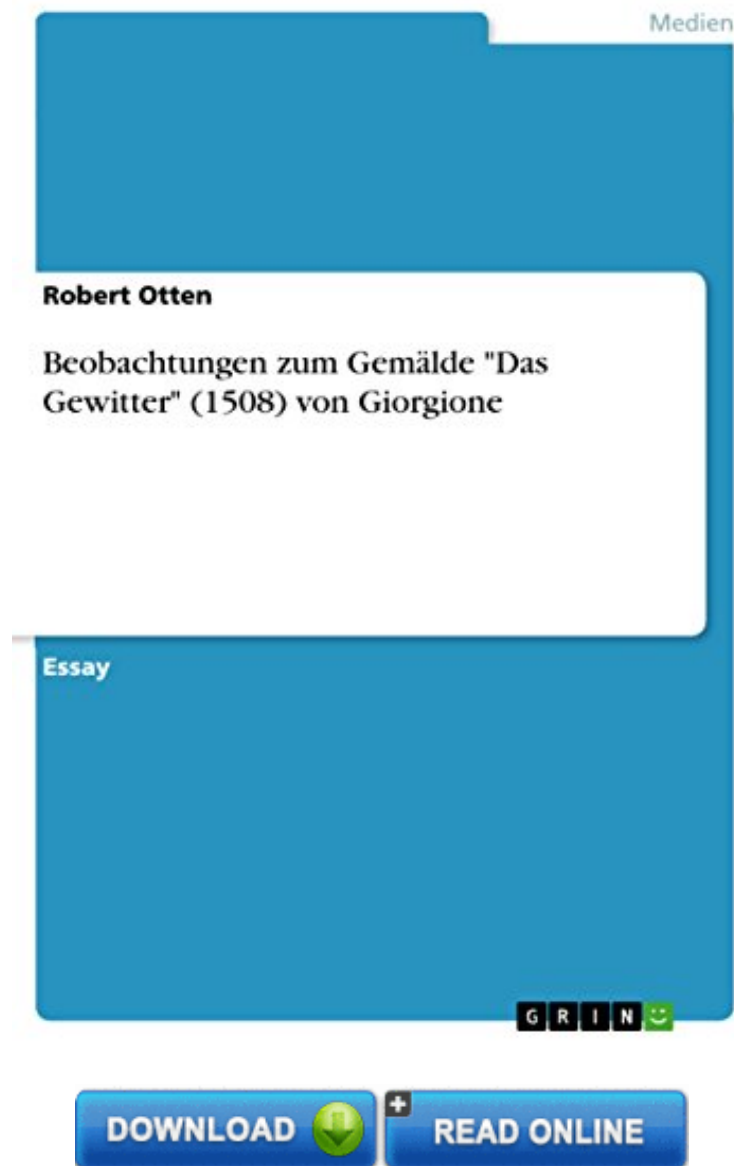 Medien
Robert Otten
Beobachtungen zum Gemälde "Das
Gewitter" (1508) von Giorgione
Essay
GRIN
DOWNLOAD
READ ONLINE